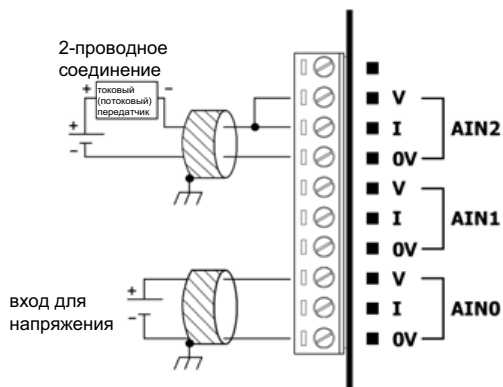 2-проводное
соединение
+ токовый -
(потоковый)
передатчик
+
-
V
I AIN2
0V
V
I AIN1
0V
V
I AIN0
0V
+
вход для
напряжения
-